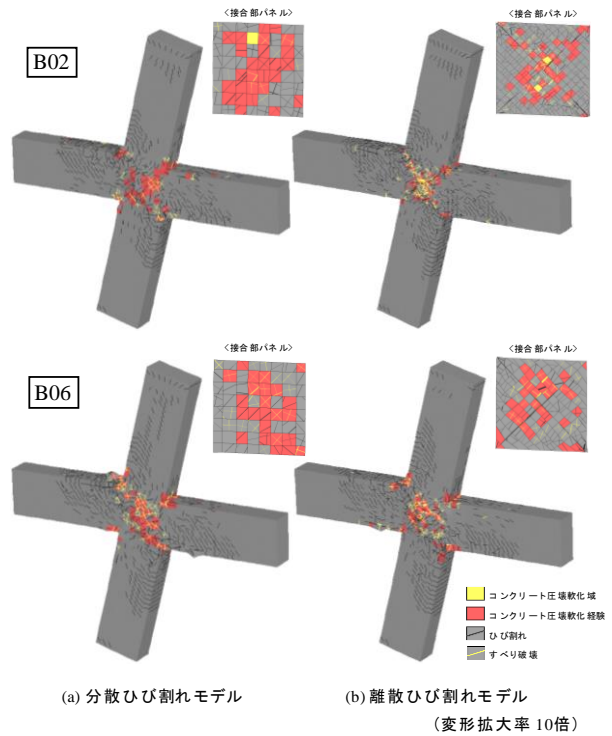 <接合部パネル>
<接合部パネル>
B02
<接合部パネル>
<接合部パネル>
B06
コンクリート圧壊軟化域
コンクリート圧壊軟化経験
ひび割れ
すべり破壊
(a) 分散ひび割れモデル
(b) 離散ひび割れモデル
(変形拡大率 10倍)